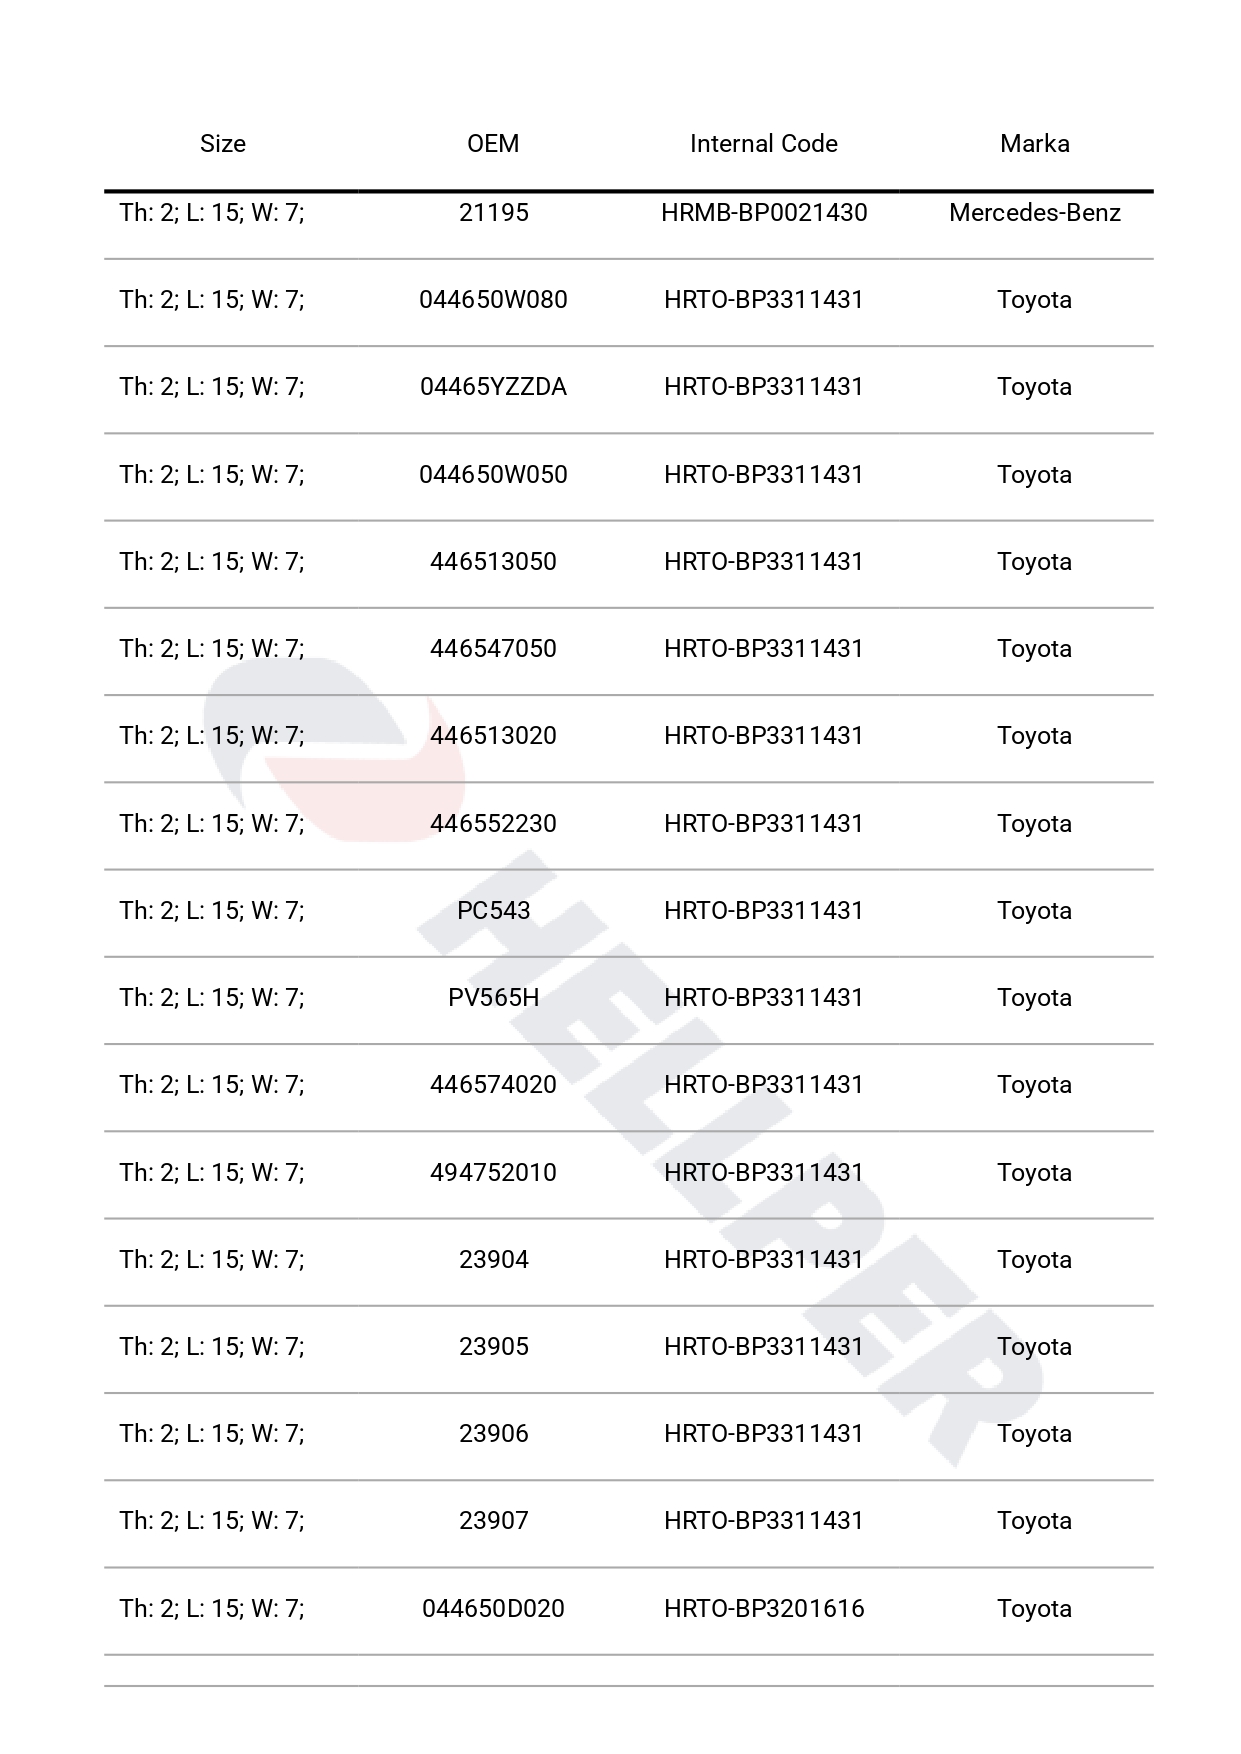 Size OEM Internal Code Marka
Th: 2; L: 15; W: 7; 21195 HRMB-BP0021430 Mercedes-Benz
Th: 2; L: 15; W: 7; 044650W080 HRTO-BP3311431 Toyota
Th: 2; L: 15; W: 7; 04465YZZDA HRTO-BP3311431 Toyota
Th: 2; L: 15; W: 7; 044650W050 HRTO-BP3311431 Toyota
Th: 2; L: 15; W: 7; 446513050 HRTO-BP3311431 Toyota
Th: 2; L: 15; W: 7; 446547050 HRTO-BP3311431 Toyota
Th: 2; L: 15; W: 7; 446513020 HRTO-BP3311431 Toyota
Th: 2; L: 15; W: 7; 446552230 HRTO-BP3311431 Toyota
Th: 2; L: 15; W: 7; PC543 HRTO-BP3311431 Toyota
Th: 2; L: 15; W: 7; PV565H HRTO-BP3311431 Toyota
Th: 2; L: 15; W: 7; 446574020 HRTO-BP3311431 Toyota
Th: 2; L: 15; W: 7; 494752010 HRTO-BP3311431 Toyota
Th: 2; L: 15; W: 7; 23904 HRTO-BP3311431 Toyota
Th: 2; L: 15; W: 7; 23905 HRTO-BP3311431 Toyota
Th: 2; L: 15; W: 7; 23906 HRTO-BP3311431 Toyota
Th: 2; L: 15; W: 7; 23907 HRTO-BP3311431 Toyota
Th: 2; L: 15; W: 7; 044650D020 HRTO-BP3201616 Toyota
HELLPER